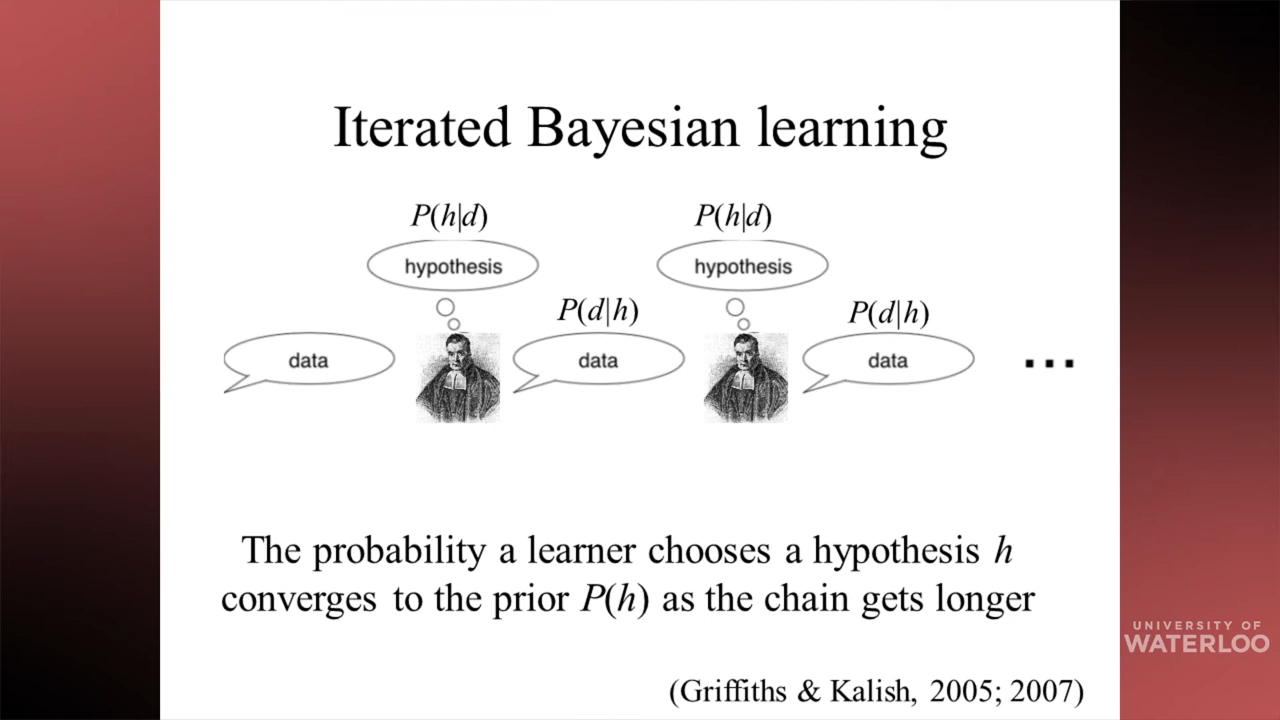 Iterated Bayesian learning
P(h|d)
P(h|d)
hypothesis
hypothesis
P(d|h)
P(d|h)
data
data
data
...
The probability a learner chooses a hypothesis h
converges to the prior P(h) as the chain gets longer
UNIVERSITY OF
WATERLOO
(Griffiths & Kalish, 2005; 2007)